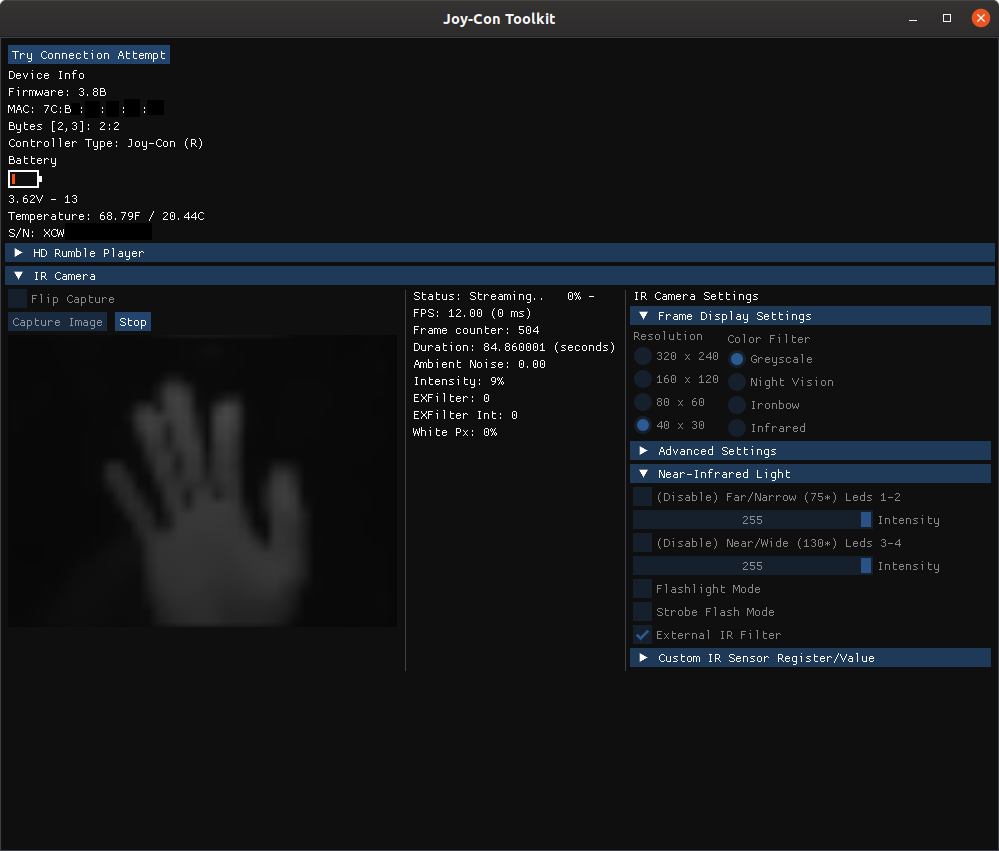 Joy-Con Toolkit
Try Connection Attempt
Device Info
Firmware: 3.8B
MAC: 7C:B : : : :
Bytes [2,3]: 2:2
Controller Type: Joy-Con (R)
Battery
3.62V - 13
Temperature: 68.79F / 20.44C
S/N: XCW
HD Rumble Player
IR Camera
Flip Capture
Capture Image Stop
Status: Streaming.. 0% -
FPS: 12.00 (0 ms)
Frame counter: 504
Duration: 84.860001 (seconds)
Ambient Noise: 0.00
Intensity: 9%
EXFilter: 0
EXFilter Int: 0
White Px: 0%
IR Camera Settings
Frame Display Settings
Resolution
320 x 240
160 x 120
80 x 60
40 x 30
Color Filter
Greyscale
Night Vision
Ironbow
Infrared
Advanced Settings
Near-Infrared Light
(Disable) Far/Narrow (75*) Leds 1-2
255 Intensity
(Disable) Near/Wide (130*) Leds 3-4
255 Intensity
Flashlight Mode
Strobe Flash Mode
External IR Filter
Custom IR Sensor Register/Value